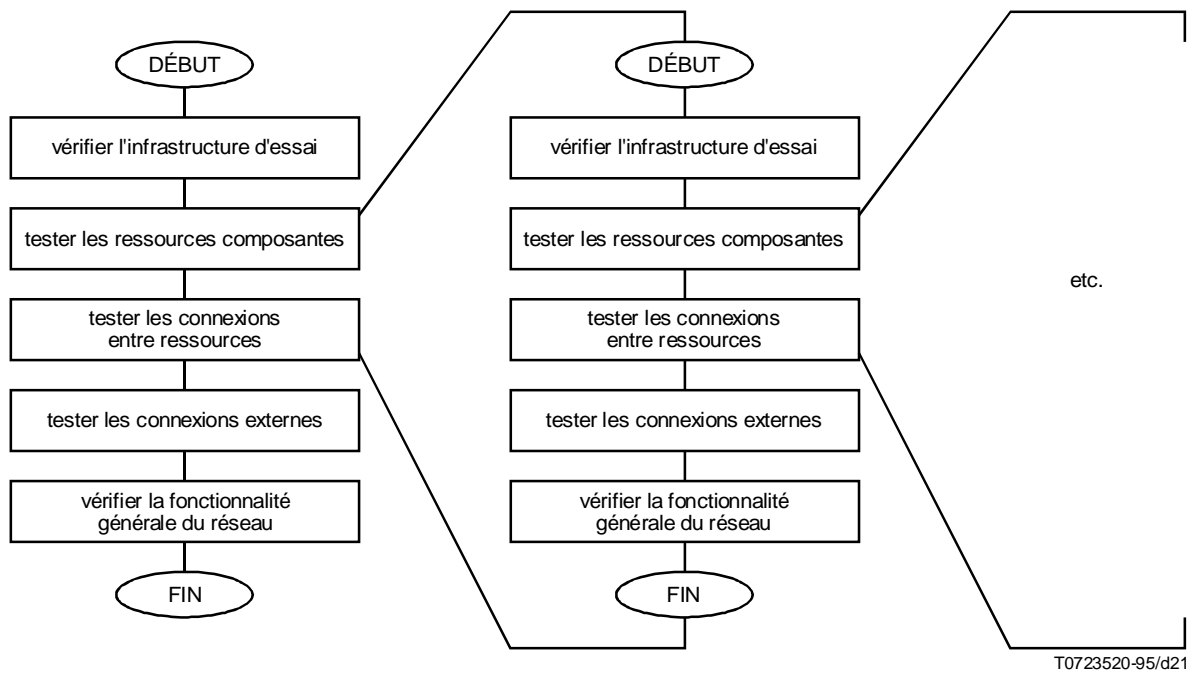 DÉBUT
vérifier l'infrastructure d'essai
tester les ressources composantes
tester les connexions
entre ressources
tester les connexions externes
vérifier la fonctionnalité
générale du réseau
FIN
DÉBUT
vérifier l'infrastructure d'essai
tester les ressources composantes
tester les connexions
entre ressources
tester les connexions externes
vérifier la fonctionnalité
générale du réseau
FIN
etc.
T0723520-95/d21